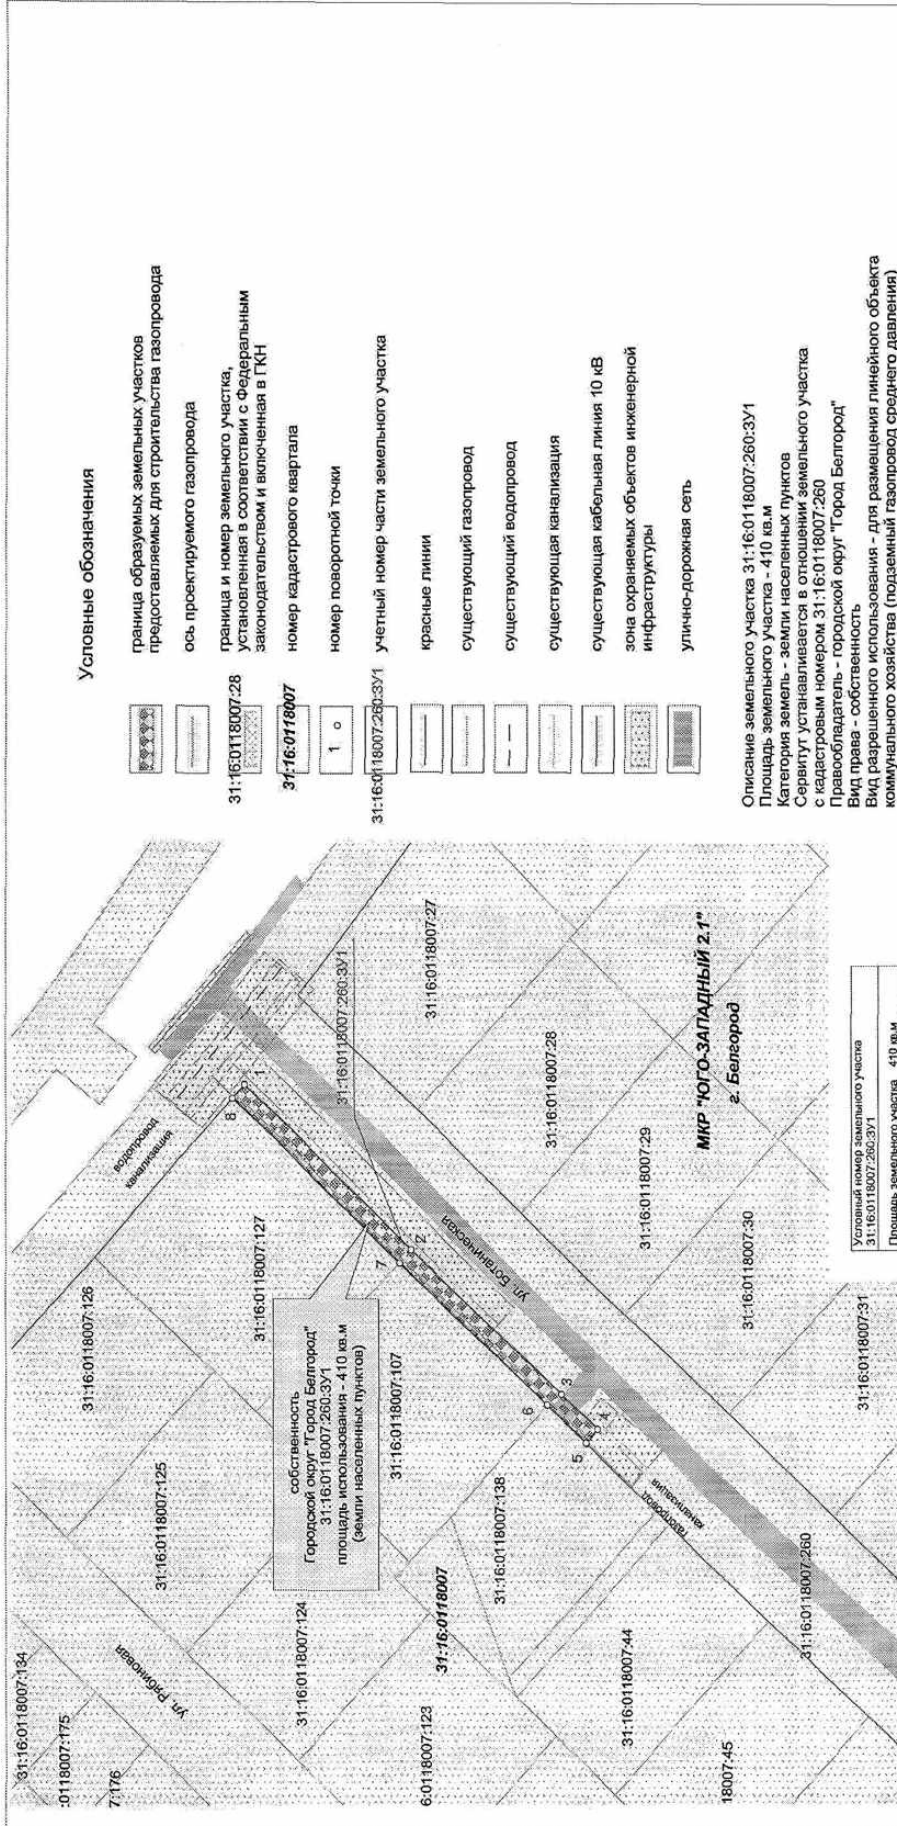 Условные обозначения
граница образуемых земельных участков
предоставляемых для строительства газопровода
ось проектируемого газопровода
31:16:0118007:28
граница и номер земельного участка,
установленная в соответствии с Федеральным
законодательством и включенная в ГКН
31:16:0118007
номер кадастрового квартала
1
номер поворотной точки
31:16:0118007:260:ЗУ1
учетный номер части земельного участка
красные линии
существующий газопровод
существующий водопровод
существующая канализация
существующая кабельная линия 10 кВ
зона охраняемых объектов инженерной
инфраструктуры
улично-дорожная сеть
Описание земельного участка 31:16:0118007:260:ЗУ1
Площадь земельного участка - 410 кв.м
Категория земель - земли населенных пунктов
Сервитут устанавливается в отношении земельного участка
с кадастровым номером 31:16:0118007:260
Правообладатель - городской округ "Город Белгород"
Вид права - собственность
Вид разрешенного использования - для размещения линейного объекта
коммунального хозяйства (подземный газопровод среднего давления)
31:16:0118007:134
:0118007:175
7:176
ул. Рябиновая
31:16:0118007:126
31:16:0118007:125
31:16:0118007:124
31:16:0118007:127
водопровод
канализация
8
1
собственность
Городской округ "Город Белгород"
31:16:0118007:260:ЗУ1
площадь использования - 410 кв.м
(земли населенных пунктов)
31:16:0118007:260:ЗУ1
7
2
31:16:0118007:107
31:16:0118007
6:0118007:123
31:16:0118007:138
6
3
5
4
ул. Ботаническая
31:16:0118007:27
31:16:0118007:28
31:16:0118007:29
31:16:0118007:30
31:16:0118007:31
МКР "ЮГО-ЗАПАДНЫЙ 2.1"
г. Белгород
газопровод
канализация
31:16:0118007:44
18007:45
31:16:0118007:260
Условный номер земельного участка
31:16:0118007:260:ЗУ1
Площадь земельного участка 410 кв.м